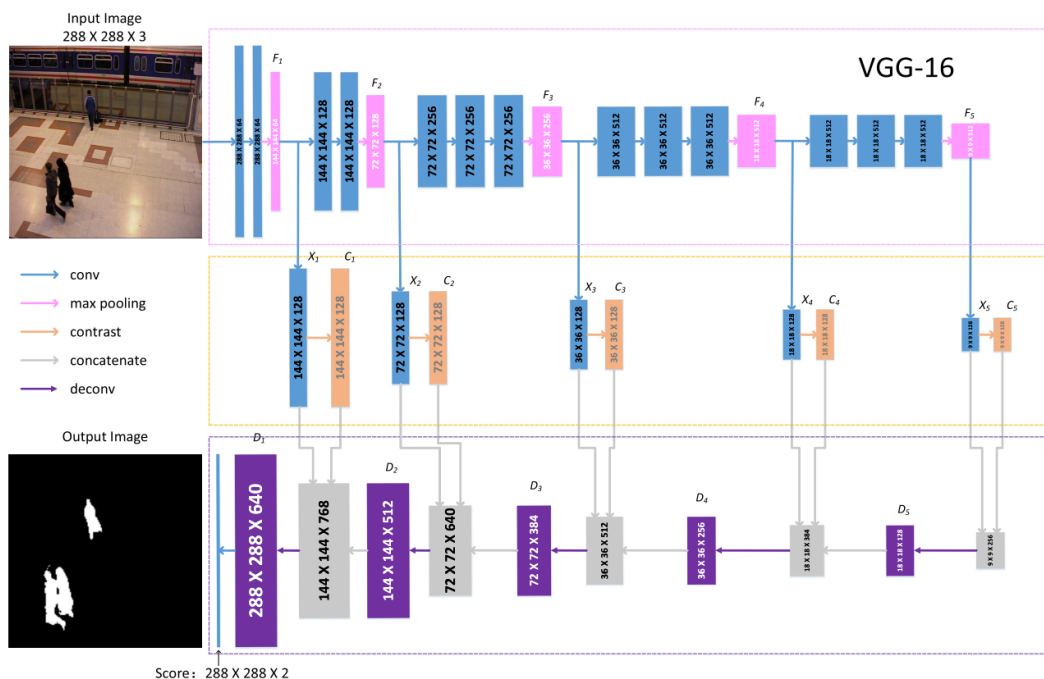 Input Image
288 X 288 X 3
VGG-16
F1
F2
F3
F4
F5
288 X 288 X 64
288 X 288 X 64
144 X 144 X 64
144 X 144 X 128
144 X 144 X 128
72 X 72 X 128
72 X 72 X 256
72 X 72 X 256
72 X 72 X 256
36 X 36 X 256
36 X 36 X 512
36 X 36 X 512
36 X 36 X 512
18 X 18 X 512
18 X 18 X 512
18 X 18 X 512
18 X 18 X 512
9 X 9 X 512
conv
max pooling
contrast
concatenate
deconv
X1
C1
X2
C2
X3
C3
X4
C4
X5
C5
144 X 144 X 128
144 X 144 X 128
72 X 72 X 128
72 X 72 X 128
36 X 36 X 128
36 X 36 X 128
18 X 18 X 128
18 X 18 X 128
9 X 9 X 128
9 X 9 X 128
Output Image
D1
D2
D3
D4
D5
288 X 288 X 640
144 X 144 X 768
144 X 144 X 512
72 X 72 X 640
72 X 72 X 384
36 X 36 X 512
36 X 36 X 256
18 X 18 X 384
18 X 18 X 128
9 X 9 X 256
Score： 288 X 288 X 2